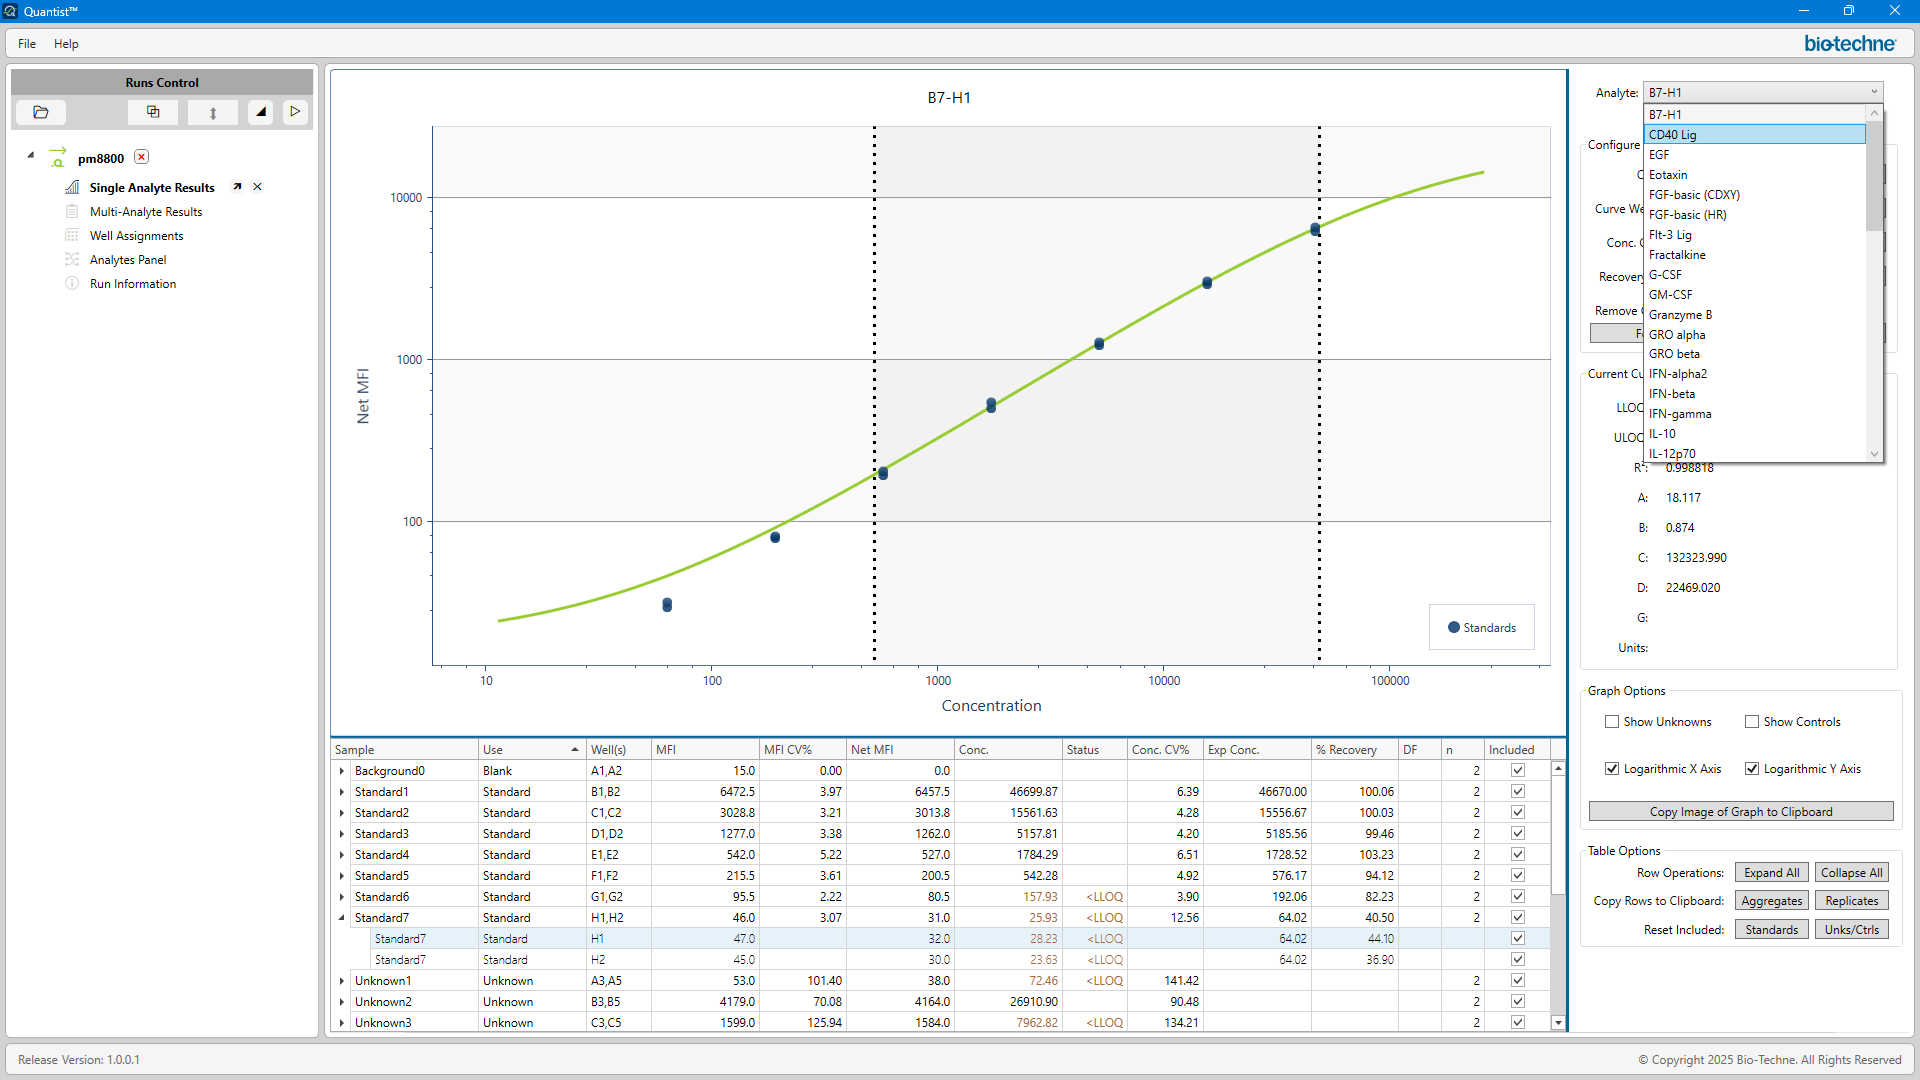 Quantist™
File Help
bio-techne
Runs Control
pm8800
Single Analyte Results
Multi-Analyte Results
Well Assignments
Analytes Panel
Run Information
B7-H1
10000
1000
100
Net MFI
10 100 1000 10000 100000
Concentration
Standards
Analyte: B7-H1
B7-H1
CD40 Lig
EGF
Eotaxin
FGF-basic (CDXY)
FGF-basic (HR)
Flt-3 Lig
Fractalkine
G-CSF
GM-CSF
Granzyme B
GRO alpha
GRO beta
IFN-alpha2
IFN-beta
IFN-gamma
IL-10
IL-12p70
Configure
C
Curve We
Conc. C
Recovery
Remove
F
Current Cu
LLOQ
ULOQ
R²: 0.998818
A: 18.117
B: 0.874
C: 132323.990
D: 22469.020
G:
Units:
Graph Options
Show Unknowns Show Controls
Logarithmic X Axis Logarithmic Y Axis
Copy Image of Graph to Clipboard
Table Options
Row Operations: Expand All Collapse All
Copy Rows to Clipboard: Aggregates Replicates
Reset Included: Standards Unks/Ctrls
Sample Use Well(s) MFI MFI CV% Net MFI Conc. Status Conc. CV% Exp Conc. % Recovery DF n Included
Background0 Blank A1,A2 15.0 0.00 0.0 2
Standard1 Standard B1,B2 6472.5 3.97 6457.5 46699.87 6.39 46670.00 100.06 2
Standard2 Standard C1,C2 3028.8 3.21 3013.8 15561.63 4.28 15556.67 100.03 2
Standard3 Standard D1,D2 1277.0 3.38 1262.0 5157.81 4.20 5185.56 99.46 2
Standard4 Standard E1,E2 542.0 5.22 527.0 1784.29 6.51 1728.52 103.23 2
Standard5 Standard F1,F2 215.5 3.61 200.5 542.28 4.92 576.17 94.12 2
Standard6 Standard G1,G2 95.5 2.22 80.5 157.93 <LLOQ 3.90 192.06 82.23 2
Standard7 Standard H1,H2 46.0 3.07 31.0 25.93 <LLOQ 12.56 64.02 40.50 2
Standard7 Standard H1 47.0 32.0 28.23 <LLOQ 64.02 44.10
Standard7 Standard H2 45.0 30.0 23.63 <LLOQ 64.02 36.90
Unknown1 Unknown A3,A5 53.0 101.40 38.0 72.46 <LLOQ 141.42 2
Unknown2 Unknown B3,B5 4179.0 70.08 4164.0 26910.90 90.48 2
Unknown3 Unknown C3,C5 1599.0 125.94 1584.0 7962.82 <LLOQ 134.21 2
Release Version: 1.0.0.1
© Copyright 2025 Bio-Techne. All Rights Reserved